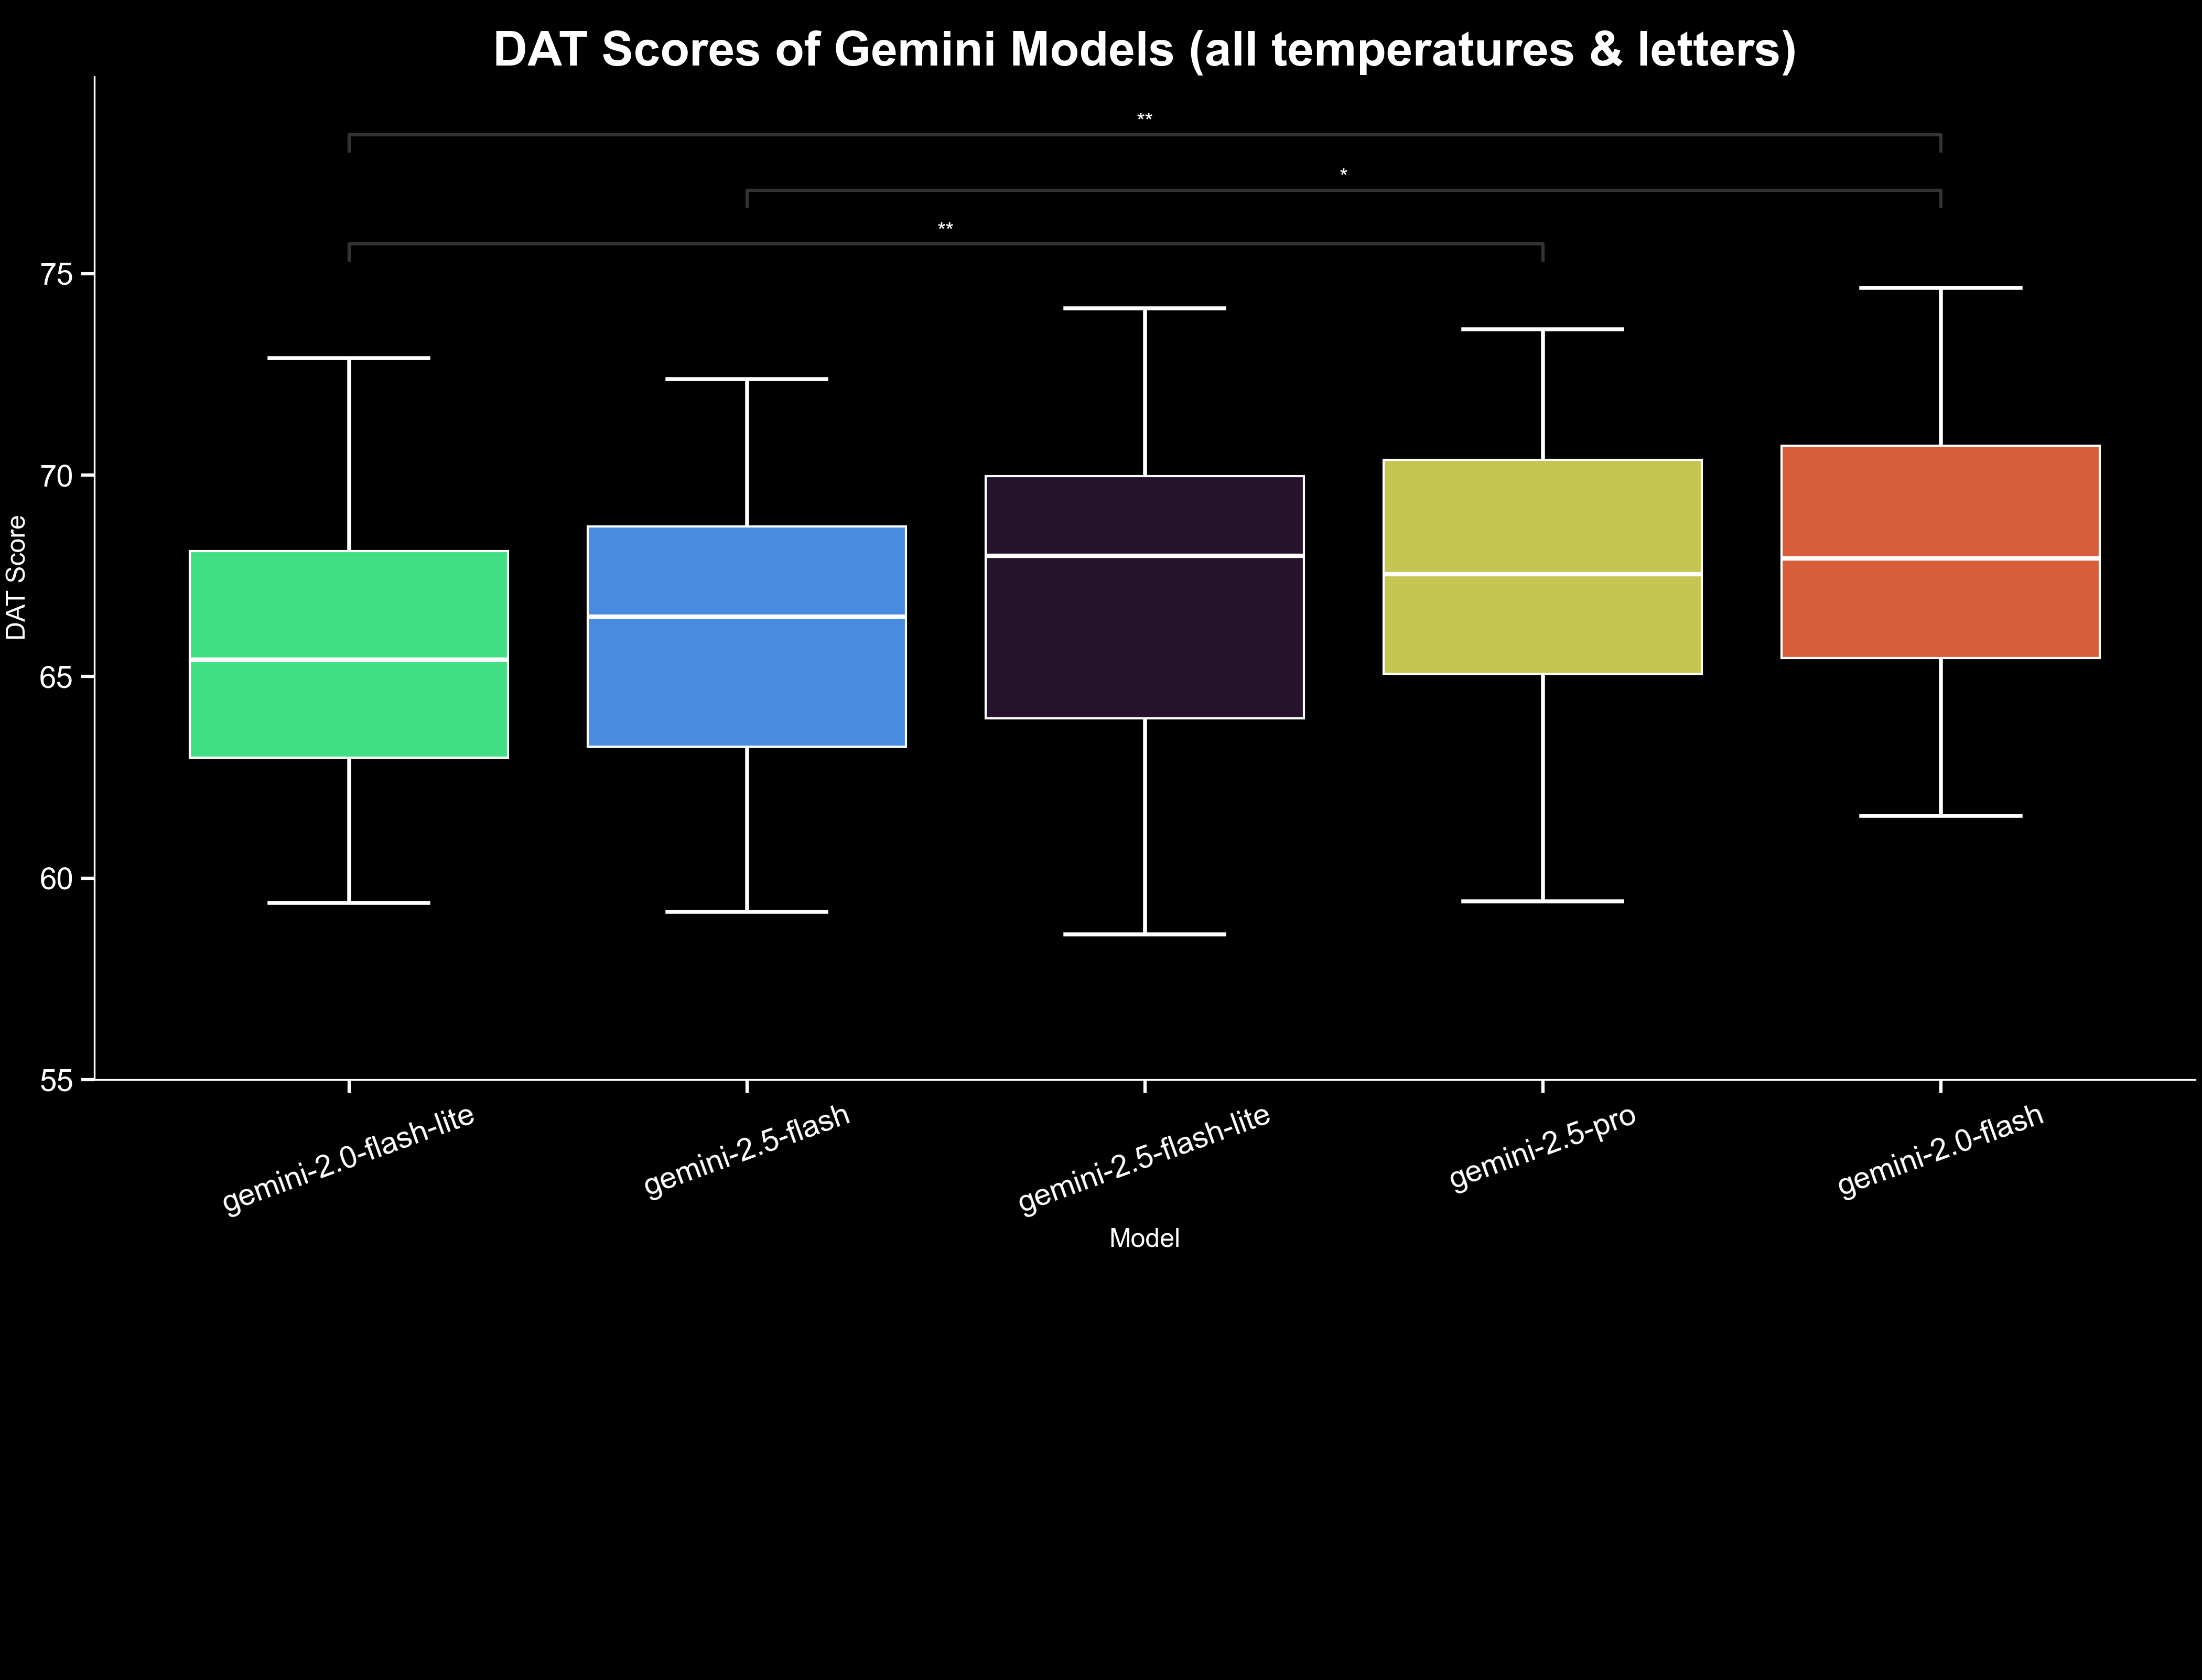 DAT Scores of Gemini Models (all temperatures & letters)
**
*
**
75
70
65
60
55
DAT Score
gemini-2.0-flash-lite
gemini-2.5-flash
gemini-2.5-flash-lite
gemini-2.5-pro
gemini-2.0-flash
Model